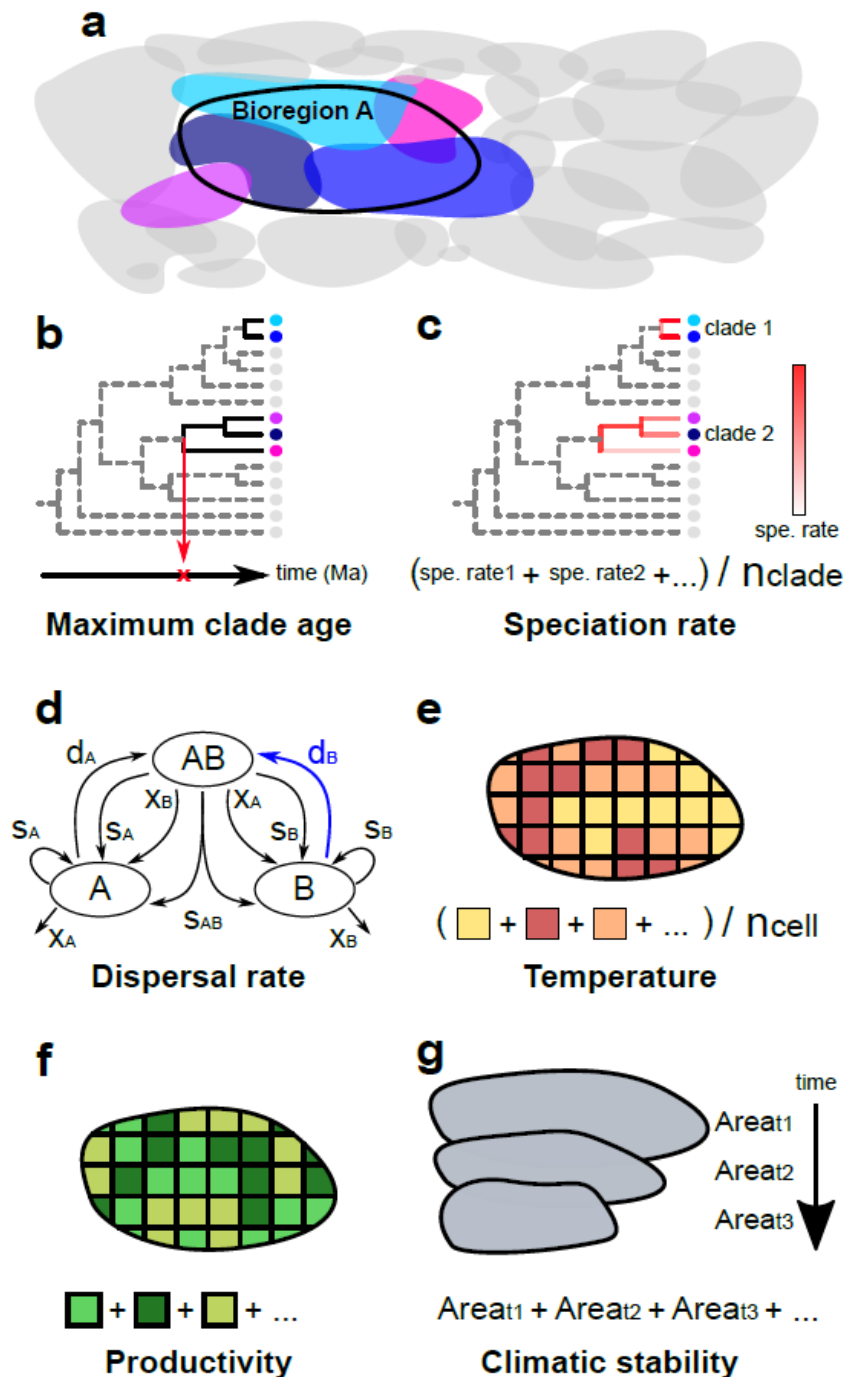 a
Bioregion A
b
time (Ma)
Maximum clade age
c
clade 1
clade 2
spe. rate
(spe. rate1 + spe. rate2 +...) / nclade
Speciation rate
d
dA
AB
dB
xB
xA
sA
sA
sB
sB
A
B
sAB
xA
xB
Dispersal rate
e
( + + + ... ) / ncell
Temperature
f
+ + + ...
Productivity
g
time
Areat1
Areat2
Areat3
Areat1 + Areat2 + Areat3 + ...
Climatic stability